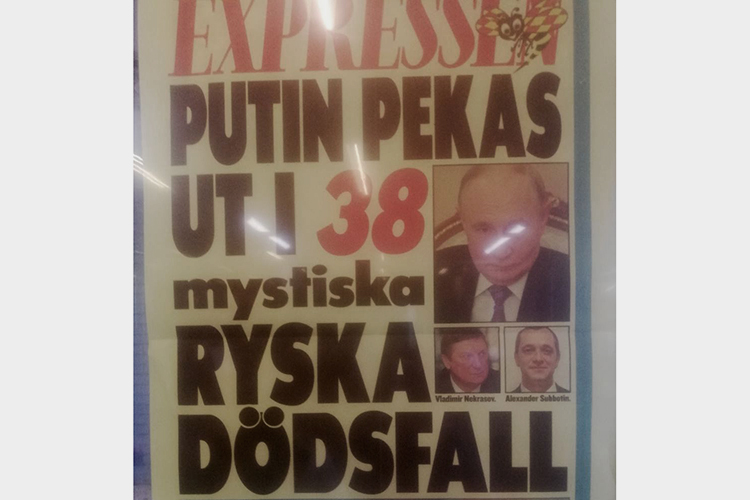 EXPRESSEN
PUTIN PEKAS
UT I 38
mystiska
RYSKA
DÖDSFALL
Vladimir Nekrasov. Alexander Subbotin.